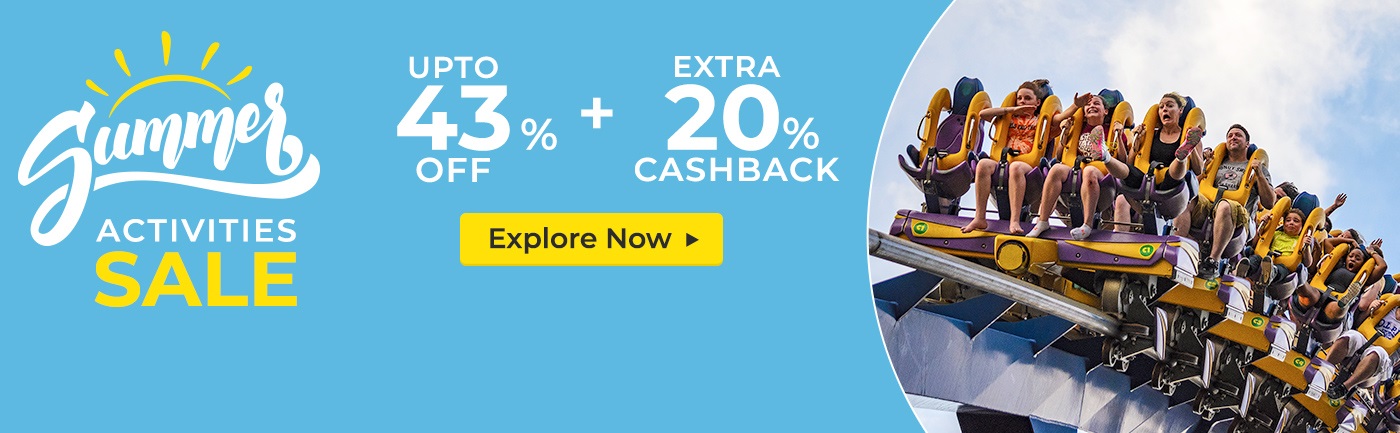 Summer
ACTIVITIES
SALE
UPTO
43 %
OFF
+
EXTRA
20%
CASHBACK
Explore Now ►